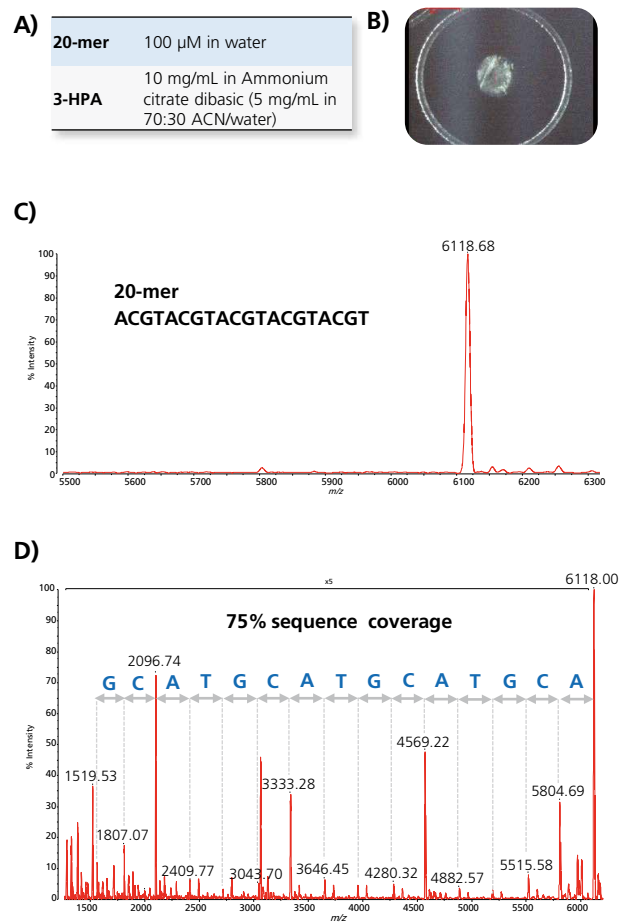 A)
20-mer 100 µM in water
3-HPA 10 mg/mL in Ammonium
citrate dibasic (5 mg/mL in
70:30 ACN/water)
B)
C)
6118.68
100
90
80
70
60
50
40
30
20
10
0
% Intensity
20-mer
ACGTACGTACGTACGTACGT
5500 5600 5700 5800 5900 6000 6100 6200 6300
m/z
D)
x5
6118.00
100
90
80
70
60
50
40
30
20
10
0
% Intensity
75% sequence coverage
2096.74
G C A T G C A T G C A T G C A
1519.53
1807.07
2409.77
3043.70
3333.28
3646.45
4280.32
4569.22
4882.57
5515.58
5804.69
1500 2000 2500 3000 3500 4000 4500 5000 5500 6000
m/z